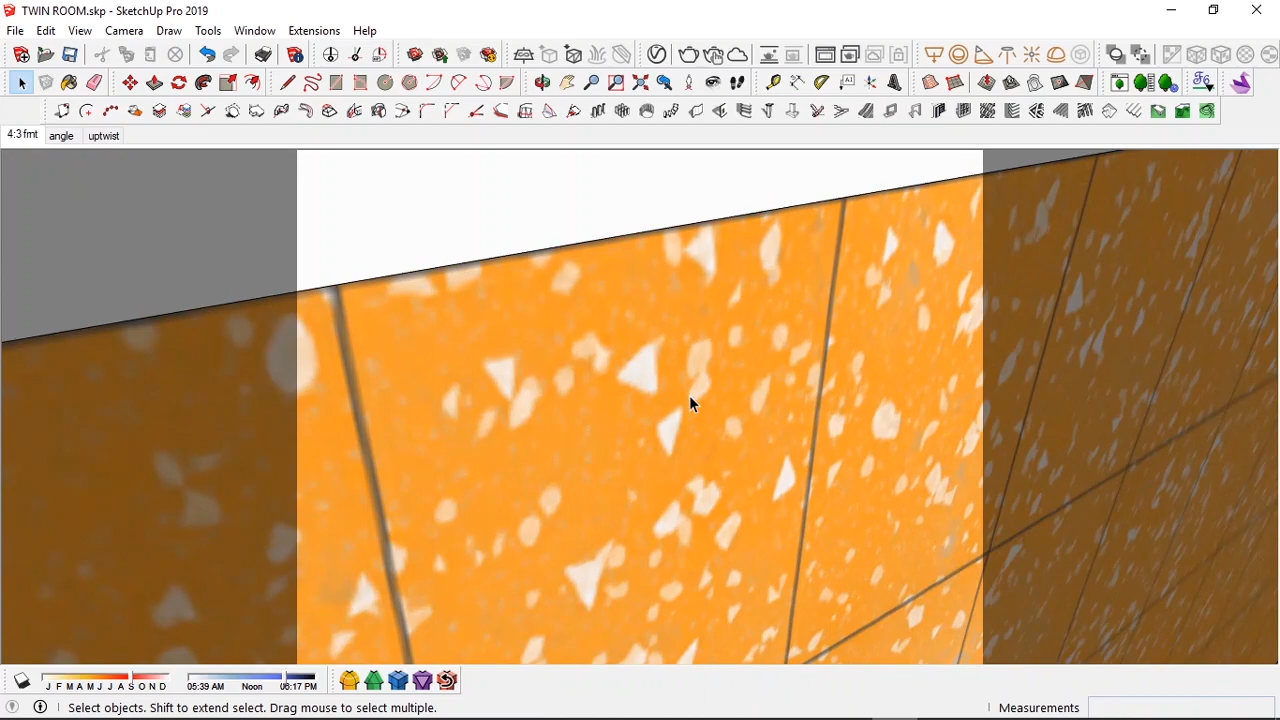 TWIN ROOM.skp - SketchUp Pro 2019
File Edit View Camera Draw Tools Window Extensions Help
4:3 fmt angle uptwist
J F M A M J J A S O N D 05:39 AM Noon 06:17 PM
Select objects. Shift to extend select. Drag mouse to select multiple. Measurements